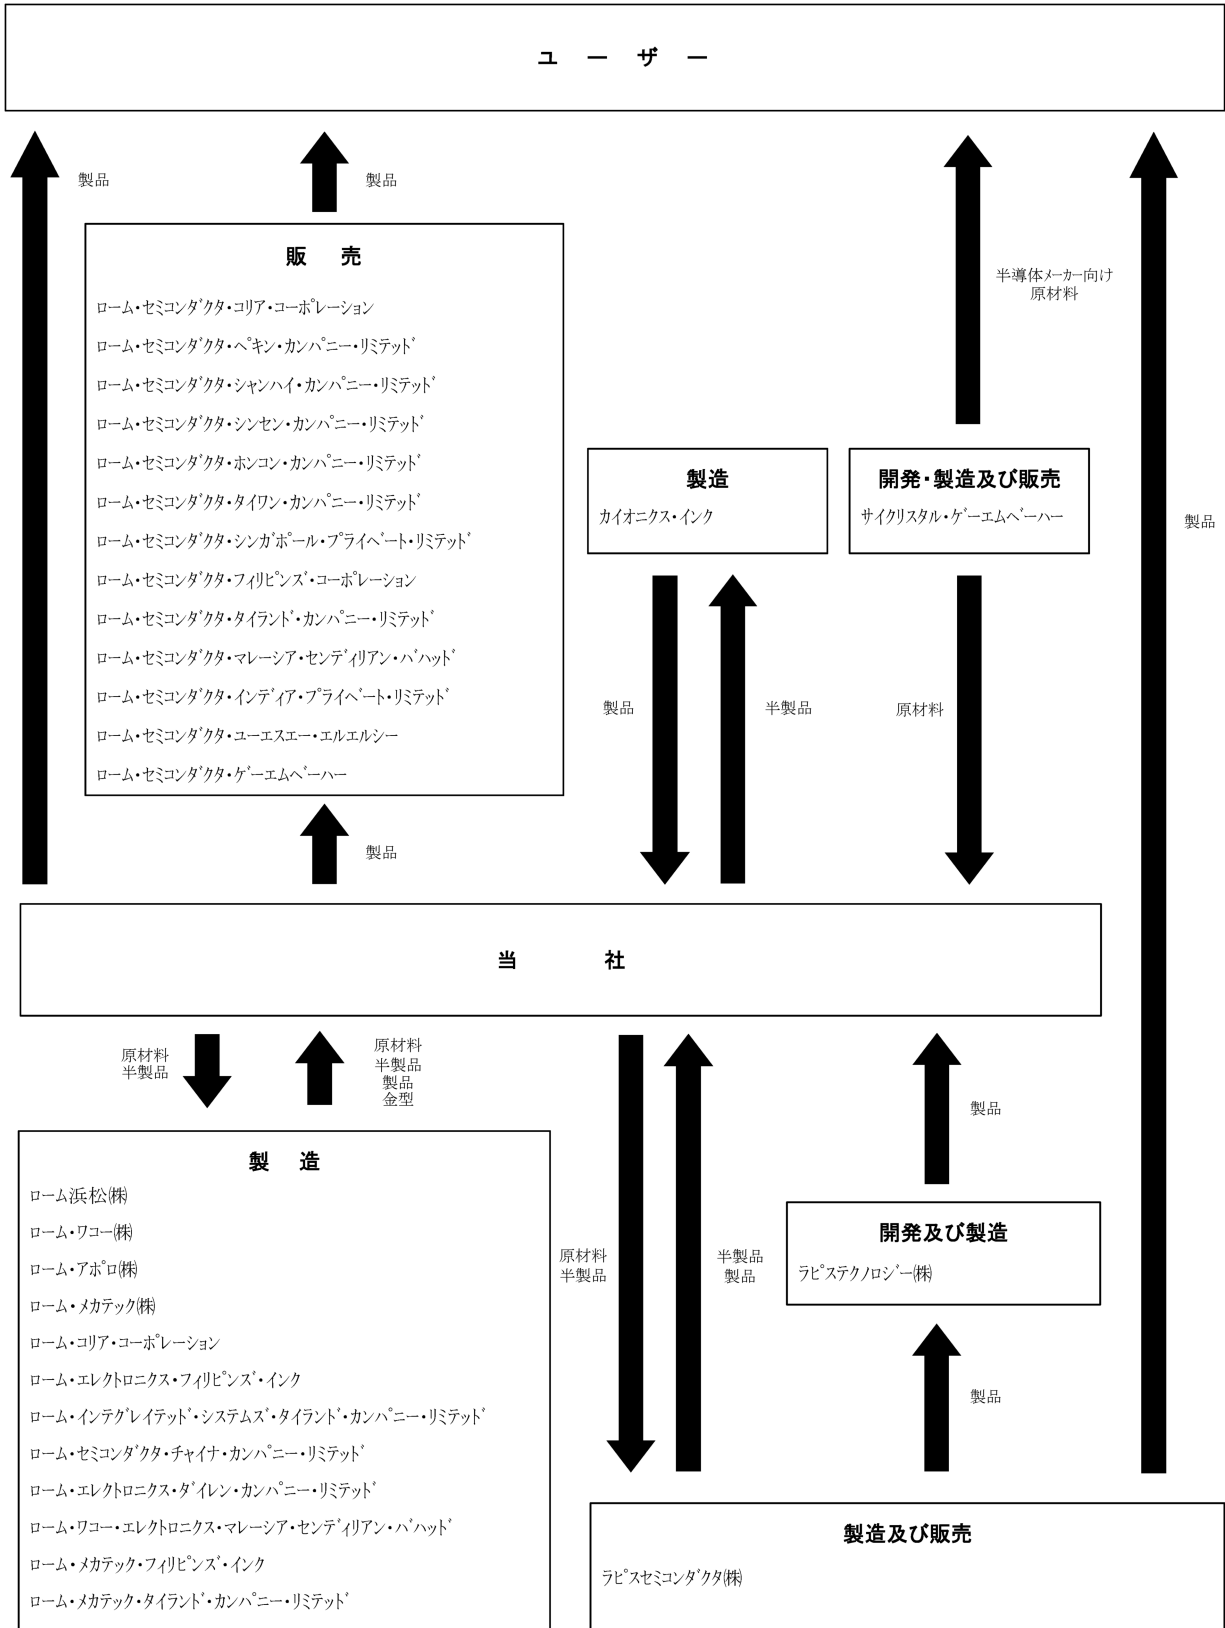 ユ ー ザ ー
製品
製品
半導体メーカー向け
原材料
製品
販 売
ローム・セミコンダクタ・コリア・コーポレーション
ローム・セミコンダクタ・ペキン・カンパニー・リミテッド
ローム・セミコンダクタ・シャンハイ・カンパニー・リミテッド
ローム・セミコンダクタ・シンセン・カンパニー・リミテッド
ローム・セミコンダクタ・ホンコン・カンパニー・リミテッド
ローム・セミコンダクタ・タイワン・カンパニー・リミテッド
ローム・セミコンダクタ・シンガポール・プライベート・リミテッド
ローム・セミコンダクタ・フィリピンズ・コーポレーション
ローム・セミコンダクタ・タイランド・カンパニー・リミテッド
ローム・セミコンダクタ・マレーシア・センディリアン・バハッド
ローム・セミコンダクタ・インディア・プライベート・リミテッド
ローム・セミコンダクタ・ユーエスエー・エルエルシー
ローム・セミコンダクタ・ゲーエムベーハー
製造
カイオニクス・インク
開発・製造及び販売
サイクリスタル・ゲーエムベーハー
製品
半製品
原材料
製品
当 社
原材料
半製品
原材料
半製品
製品
金型
製 造
ローム浜松㈱
ローム・ワコー㈱
ローム・アポロ㈱
ローム・メカテック㈱
ローム・コリア・コーポレーション
ローム・エレクトロニクス・フィリピンズ・インク
ローム・インテグレイテッド・システムズ・タイランド・カンパニー・リミテッド
ローム・セミコンダクタ・チャイナ・カンパニー・リミテッド
ローム・エレクトロニクス・ダイレン・カンパニー・リミテッド
ローム・ワコー・エレクトロニクス・マレーシア・センディリアン・バハッド
ローム・メカテック・フィリピンズ・インク
ローム・メカテック・タイランド・カンパニー・リミテッド
原材料
半製品
半製品
製品
製品
開発及び製造
ラピステクノロジー㈱
製品
製造及び販売
ラピスセミコンダクタ㈱